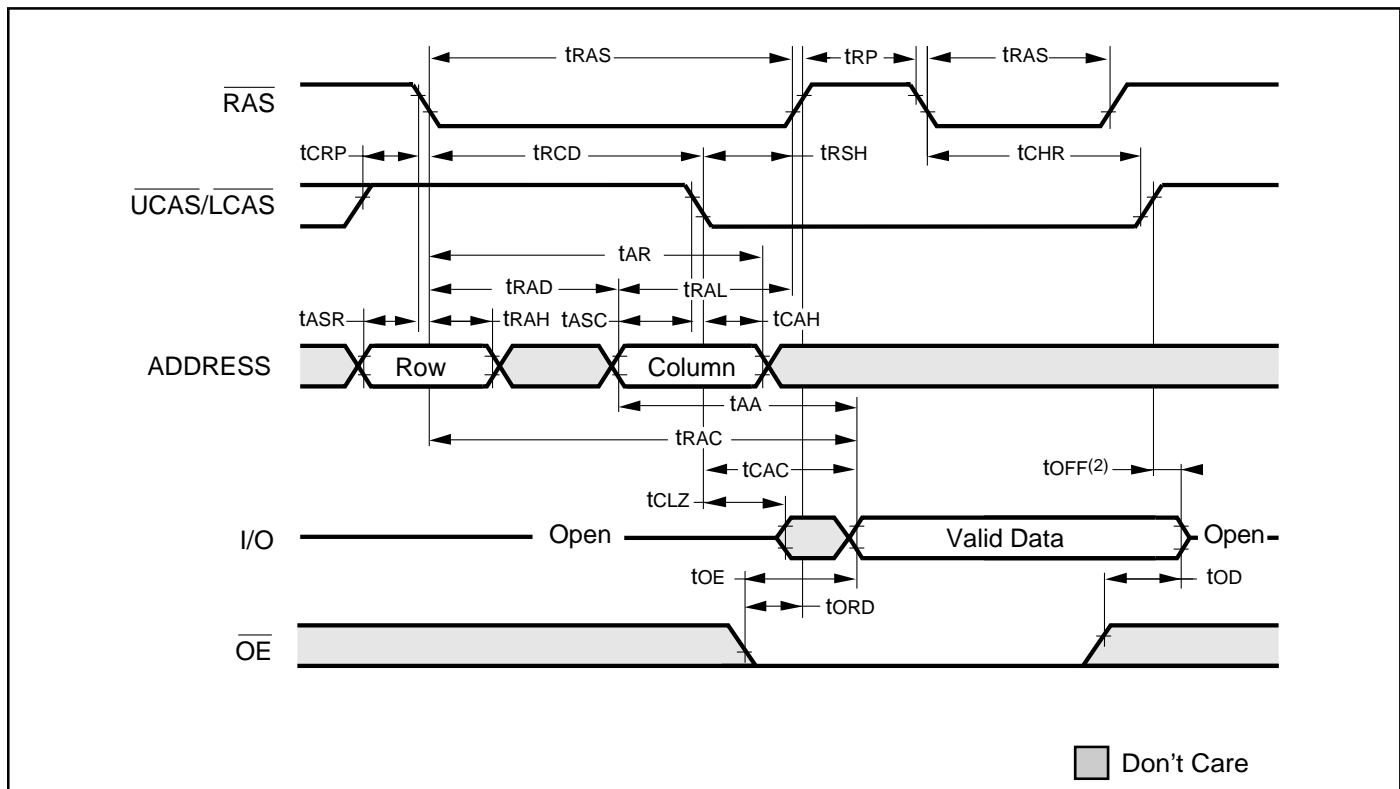 tRAS tRP tRAS
RAS
tCRP tRCD tRSH tCHR
UCAS/LCAS
tAR
tRAD tRAL
tASR tRAH tASC tCAH
ADDRESS Row Column
tAA
tRAC
tCAC tOFF(2)
tCLZ
I/O Open Valid Data Open
tOE tOD
tORD
OE
Don't Care